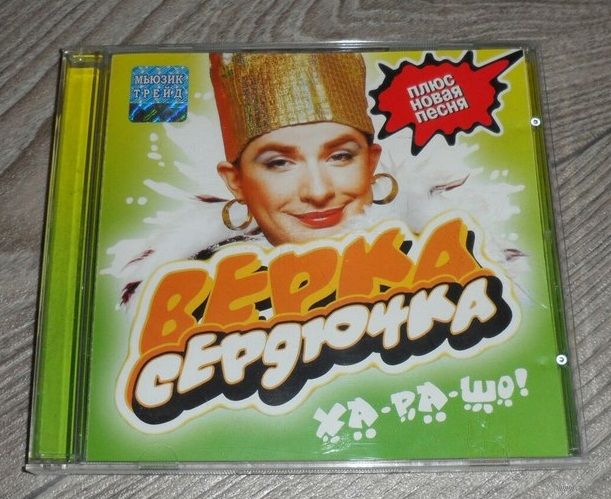 МЬЮЗИК
ТРЕЙД
ПЛЮС
НОВАЯ
ПЕСНЯ
ВЕРКА
СЕРДЮЧКА
ХА-РА-ШО!